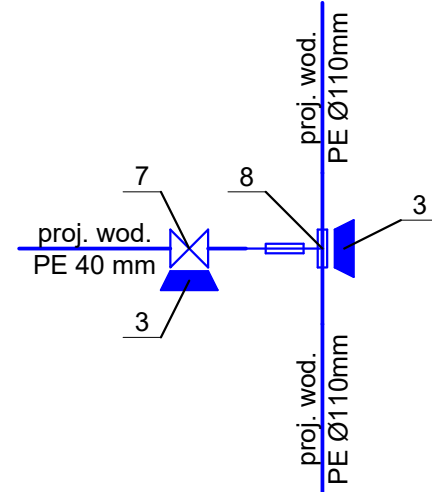 proj. wod.
PE Ø110mm
7
8
3
proj. wod.
PE 40 mm
3
proj. wod.
PE Ø110mm